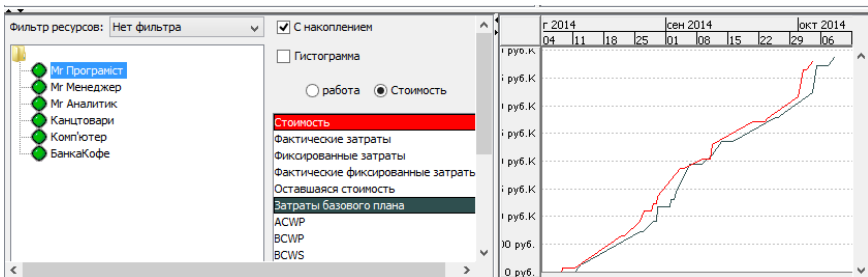 Фильтр ресурсов: Нет фильтра
Mr Програміст
Mr Менеджер
Mr Аналитик
Канцтовари
Комп'ютер
БанкаКофе
С накоплением
Гистограмма
работа Стоимость
Стоимость
Фактические затраты
Фиксированные затраты
Фактические фиксированные затрать
Оставшаяся стоимость
Затраты базового плана
ACWP
BCWP
BCWS
г 2014 сен 2014 окт 2014
04 11 18 25 01 08 15 22 29 06
руб.К
руб.К
руб.К
руб.К
руб.К
руб.К
руб.К
00 руб.
0 руб.